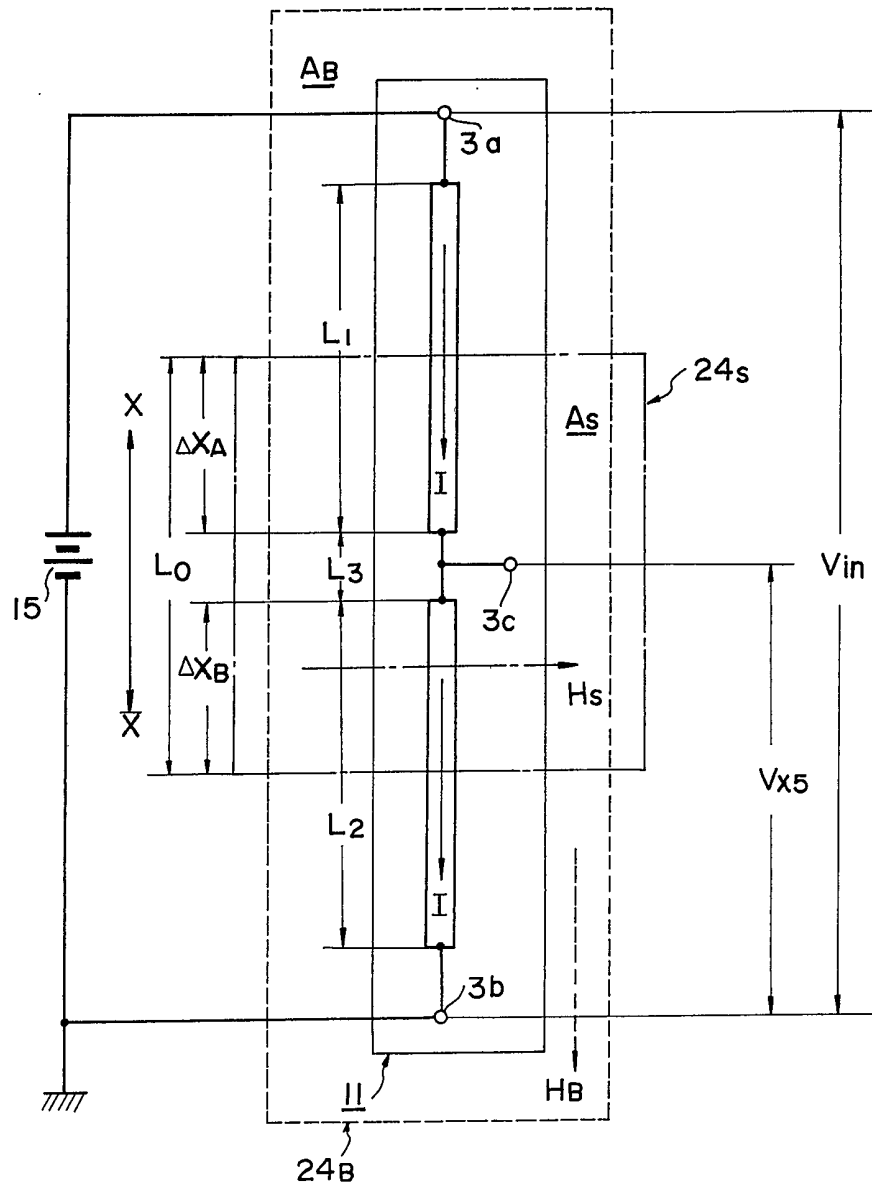 AB
3a
L1
24s
X
As
ΔXA
I
L0
L3
Vin
15
3c
ΔXB
Hs
X
VX5
L2
I
3b
11
HB
24B